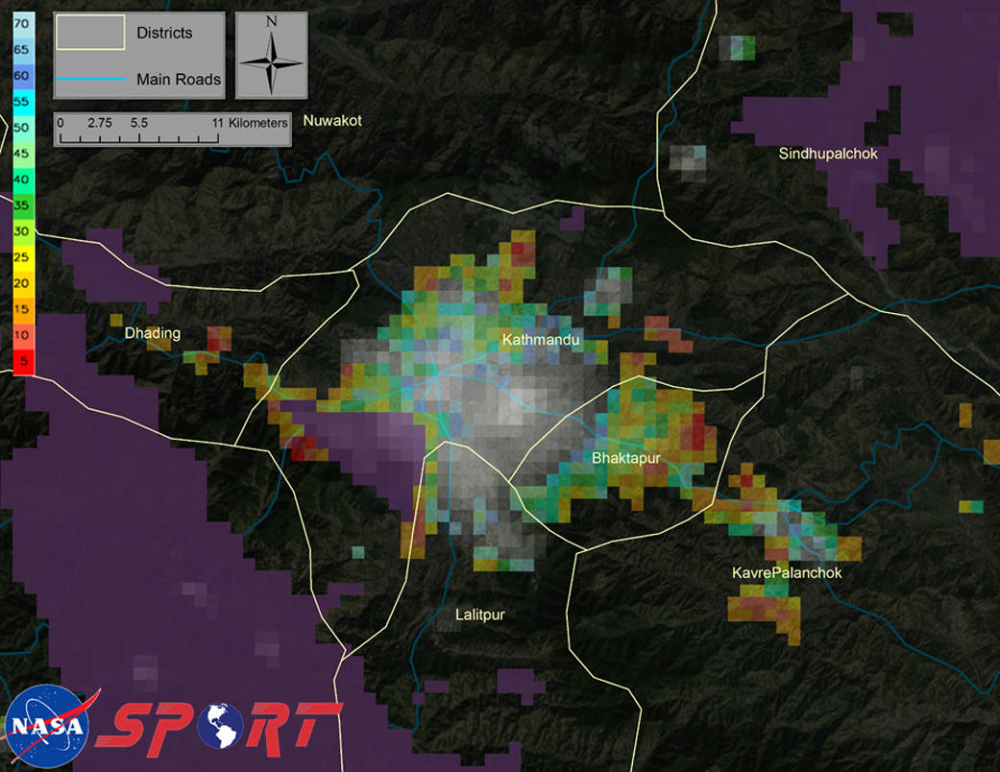 70
65
60
55
50
45
40
35
30
25
20
15
10
5
Districts
Main Roads
N
0 2.75 5.5 11 Kilometers
Nuwakot
Sindhupalchok
Dhading
Kathmandu
Bhaktapur
KavrePalanchok
Lalitpur
NASA SPORT